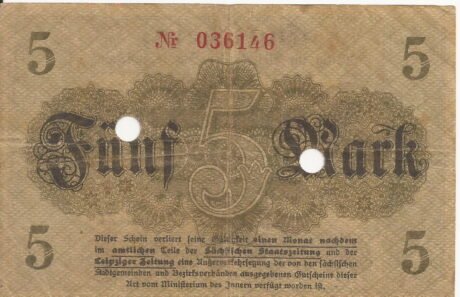 5 № 036146 5
Fünf 5 Mark
Dieser Schein verliert seine Gültigkeit einen Monat nachdem
im amtlichen Teile der Sächsischen Staatszeitung und der
Leipziger Zeitung eine Außerkraftsetzung der von den sächsischen
Stadtgemeinden und Bezirksverbänden ausgegebenen Gutscheine dieser
Art vom Ministerium des Innern verfügt worden ist.
5 5